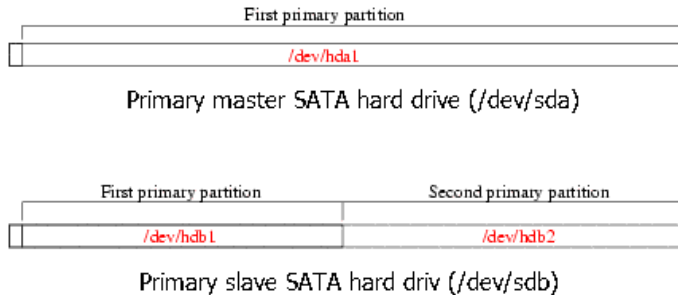 First primary partition
/dev/hda1
Primary master SATA hard drive (/dev/sda)
First primary partition Second primary partition
/dev/hdb1 /dev/hdb2
Primary slave SATA hard driv (/dev/sdb)